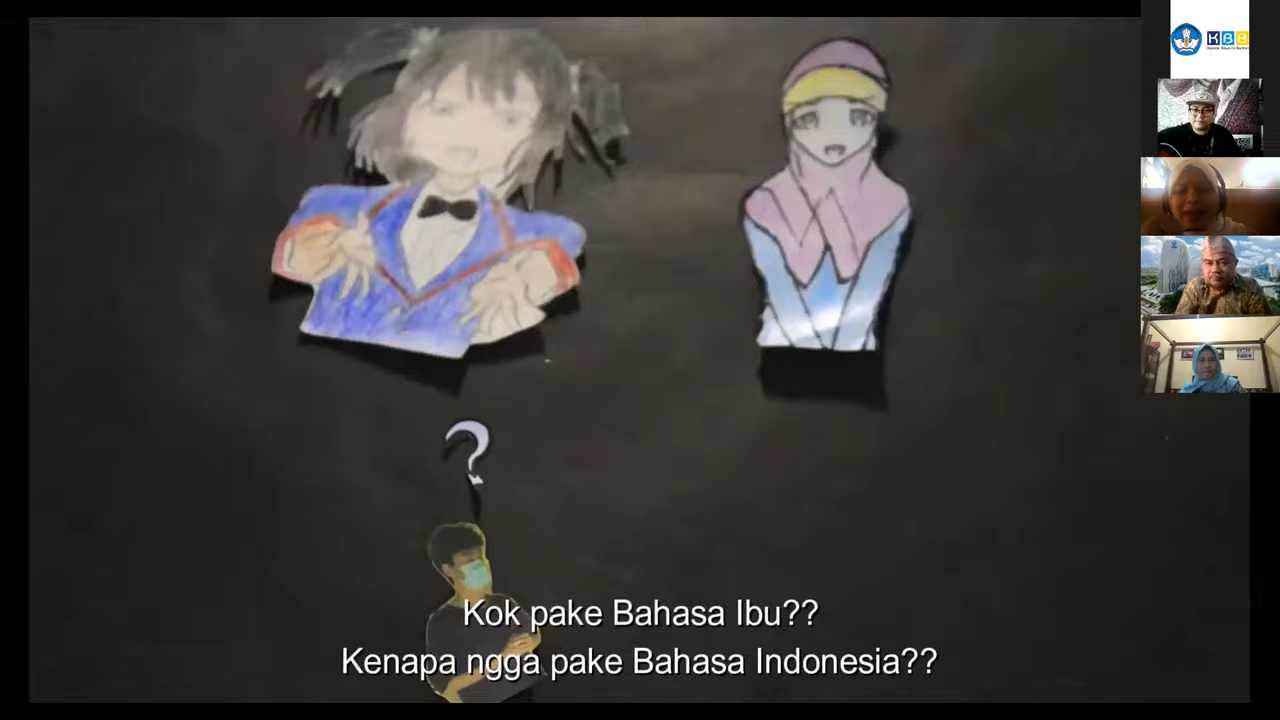 KBB
?
Kok pake Bahasa Ibu??
Kenapa ngga pake Bahasa Indonesia??